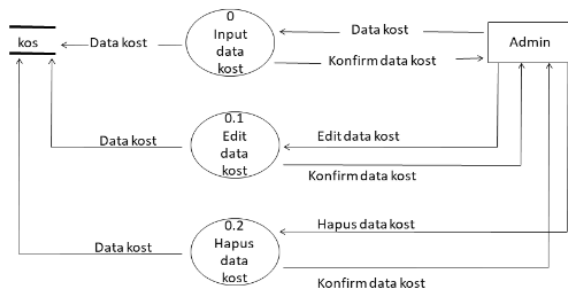 kos
Data kost
0
Input
data
kost
Data kost
Konfirm data kost
Admin
Data kost
0.1
Edit
data
kost
Edit data kost
Konfirm data kost
Data kost
0.2
Hapus
data
kost
Hapus data kost
Konfirm data kost